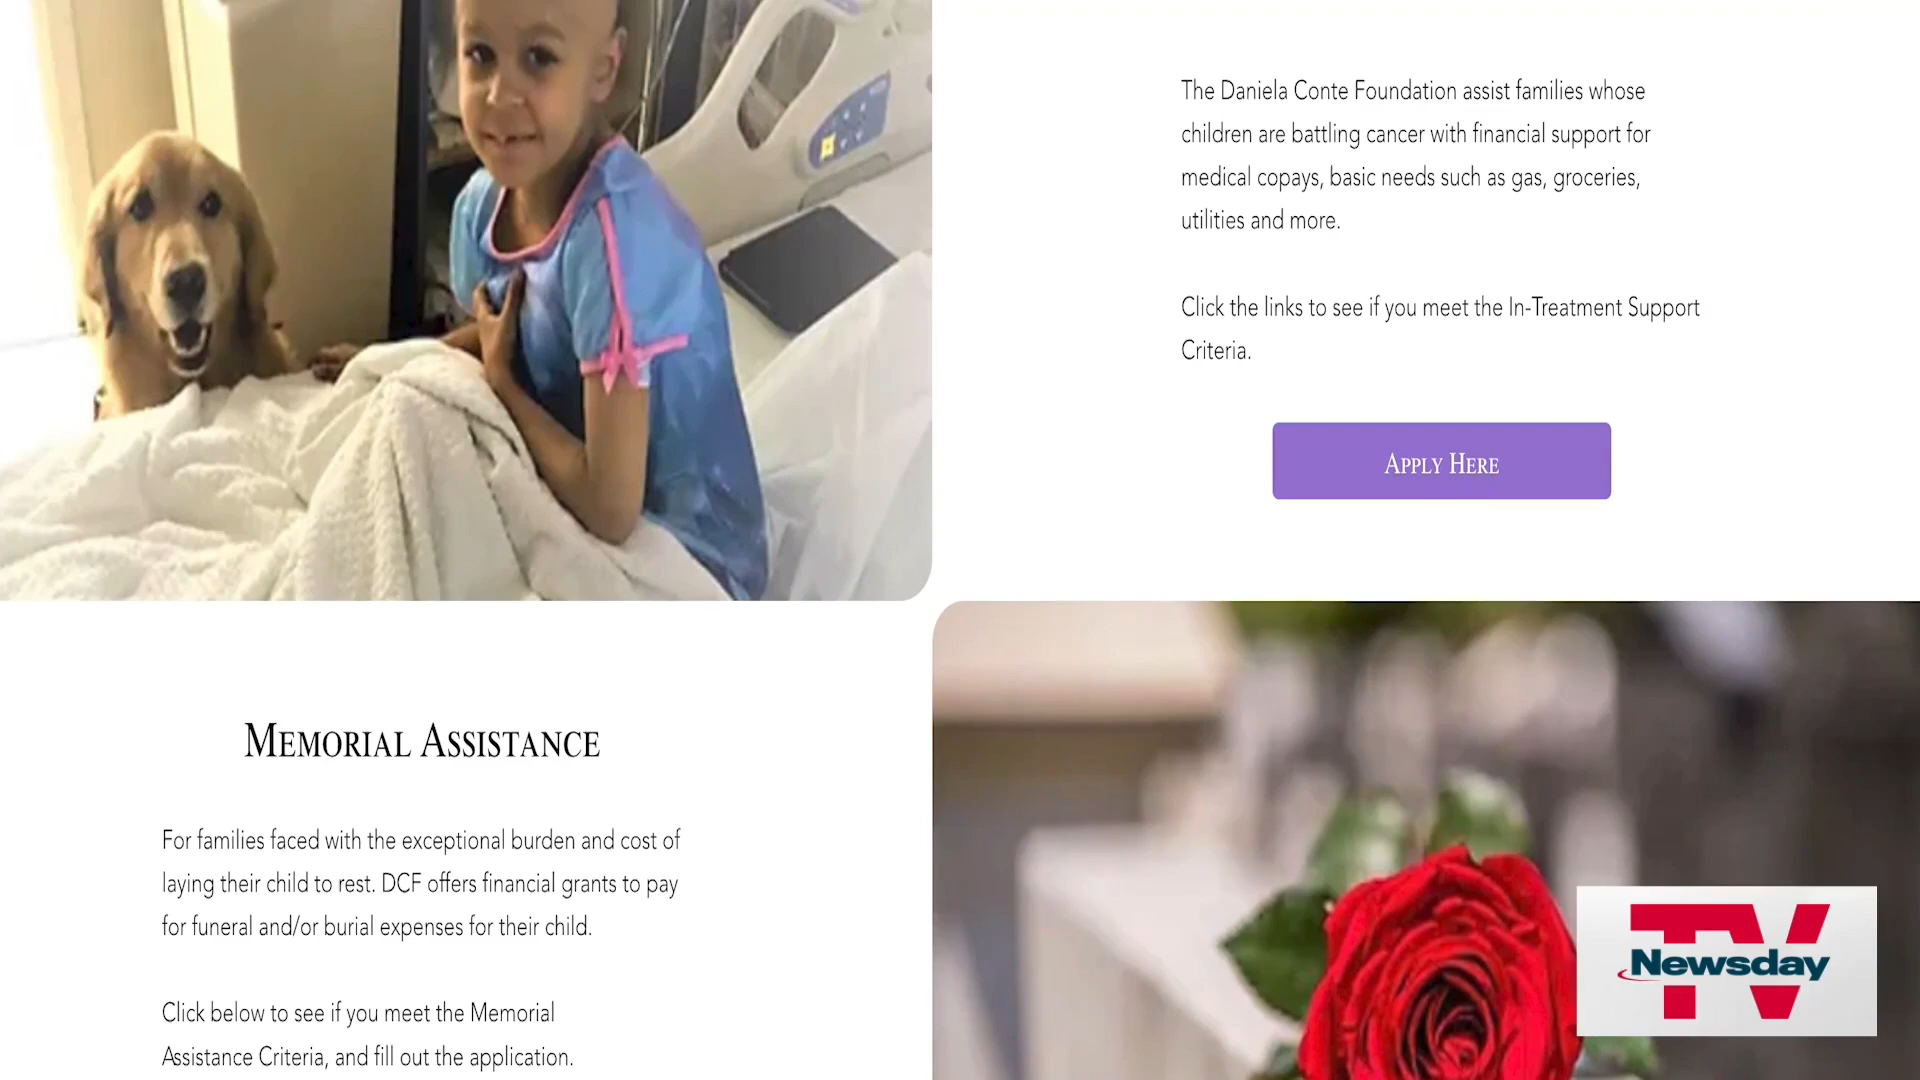 The Daniela Conte Foundation assist families whose
children are battling cancer with financial support for
medical copays, basic needs such as gas, groceries,
utilities and more.
Click the links to see if you meet the In-Treatment Support
Criteria.
APPLY HERE
MEMORIAL ASSISTANCE
For families faced with the exceptional burden and cost of
laying their child to rest. DCF offers financial grants to pay
for funeral and/or burial expenses for their child.
Click below to see if you meet the Memorial
Assistance Criteria, and fill out the application.
TV
Newsday